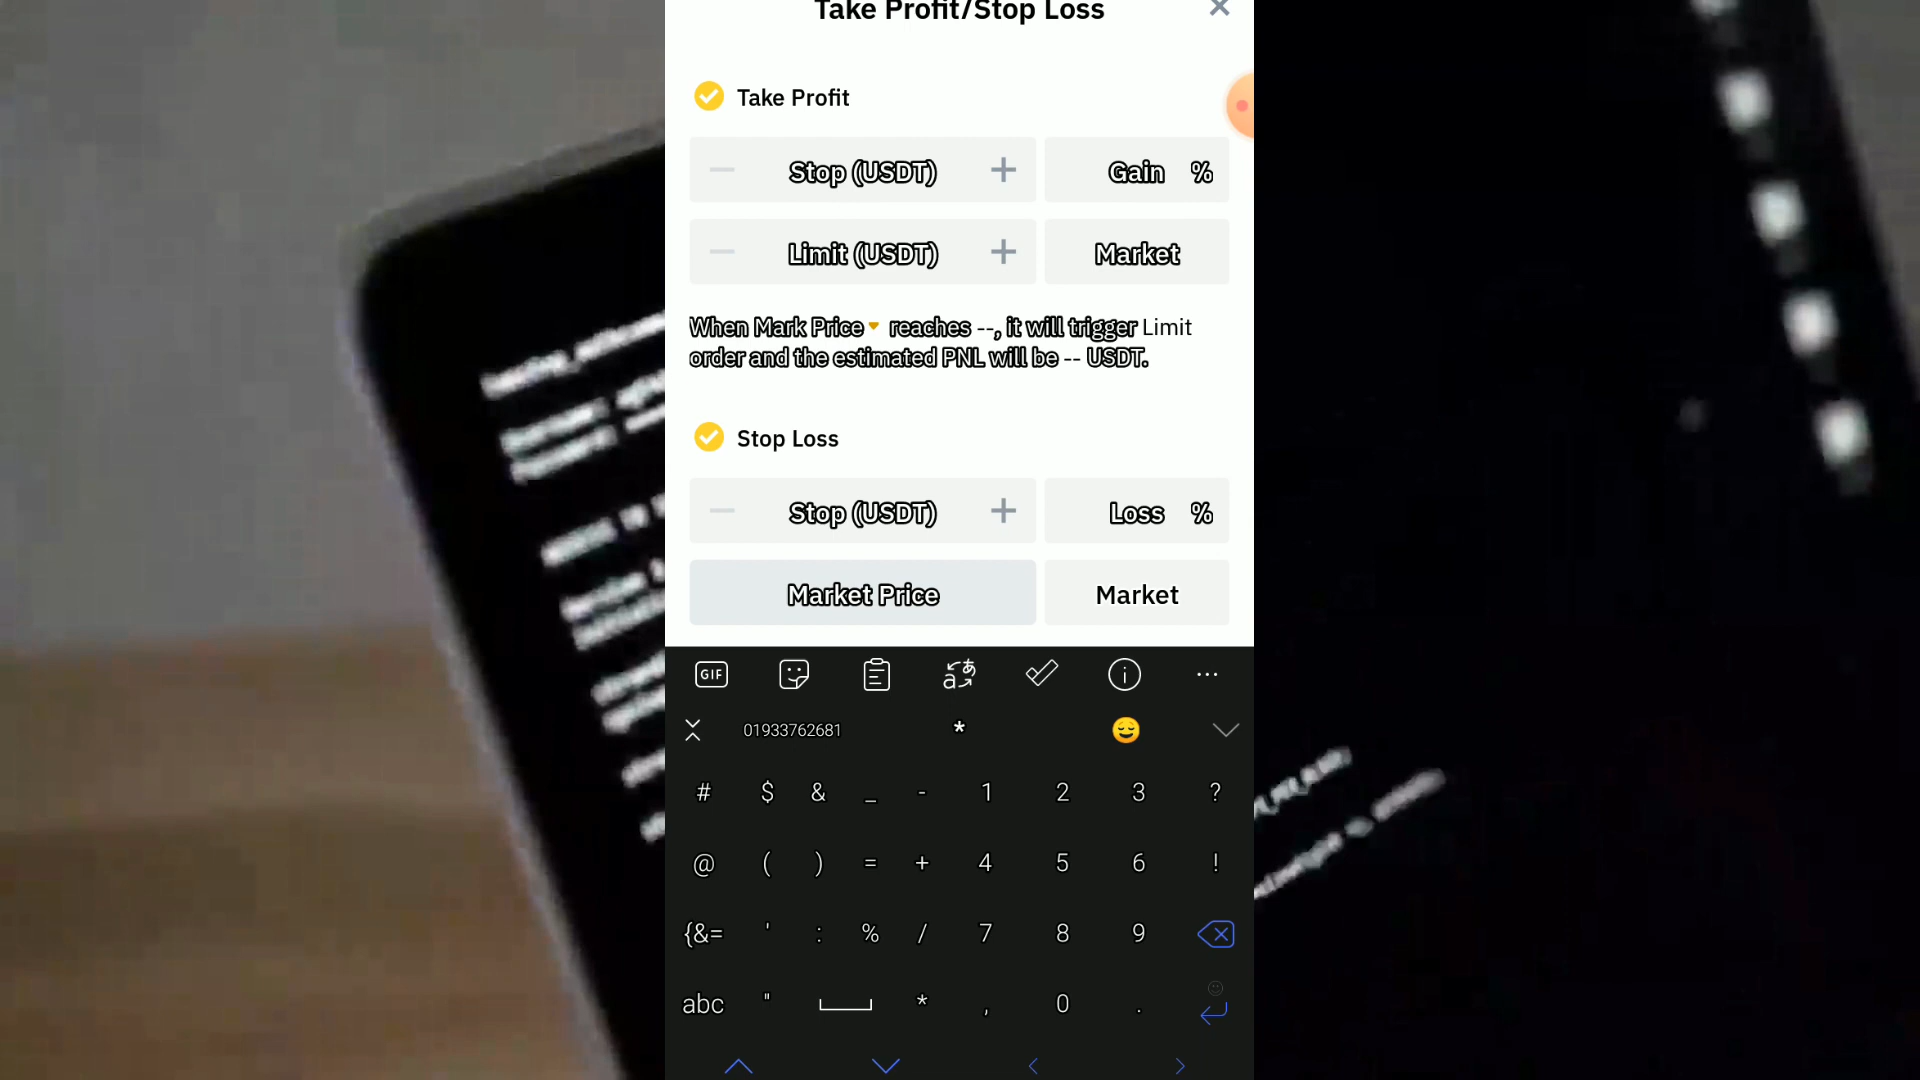 Take Profit/Stop Loss
Take Profit
Stop (USDT)
Gain %
Limit (USDT)
Market
When Mark Price reaches --, it will trigger Limit
order and the estimated PNL will be -- USDT.
Stop Loss
Stop (USDT)
Loss %
Market Price
Market
GIF
01933762681 *
# $ & _ - 1 2 3 ?
@ ( ) = + 4 5 6 !
{&= ' : % / 7 8 9
abc " * , 0 .